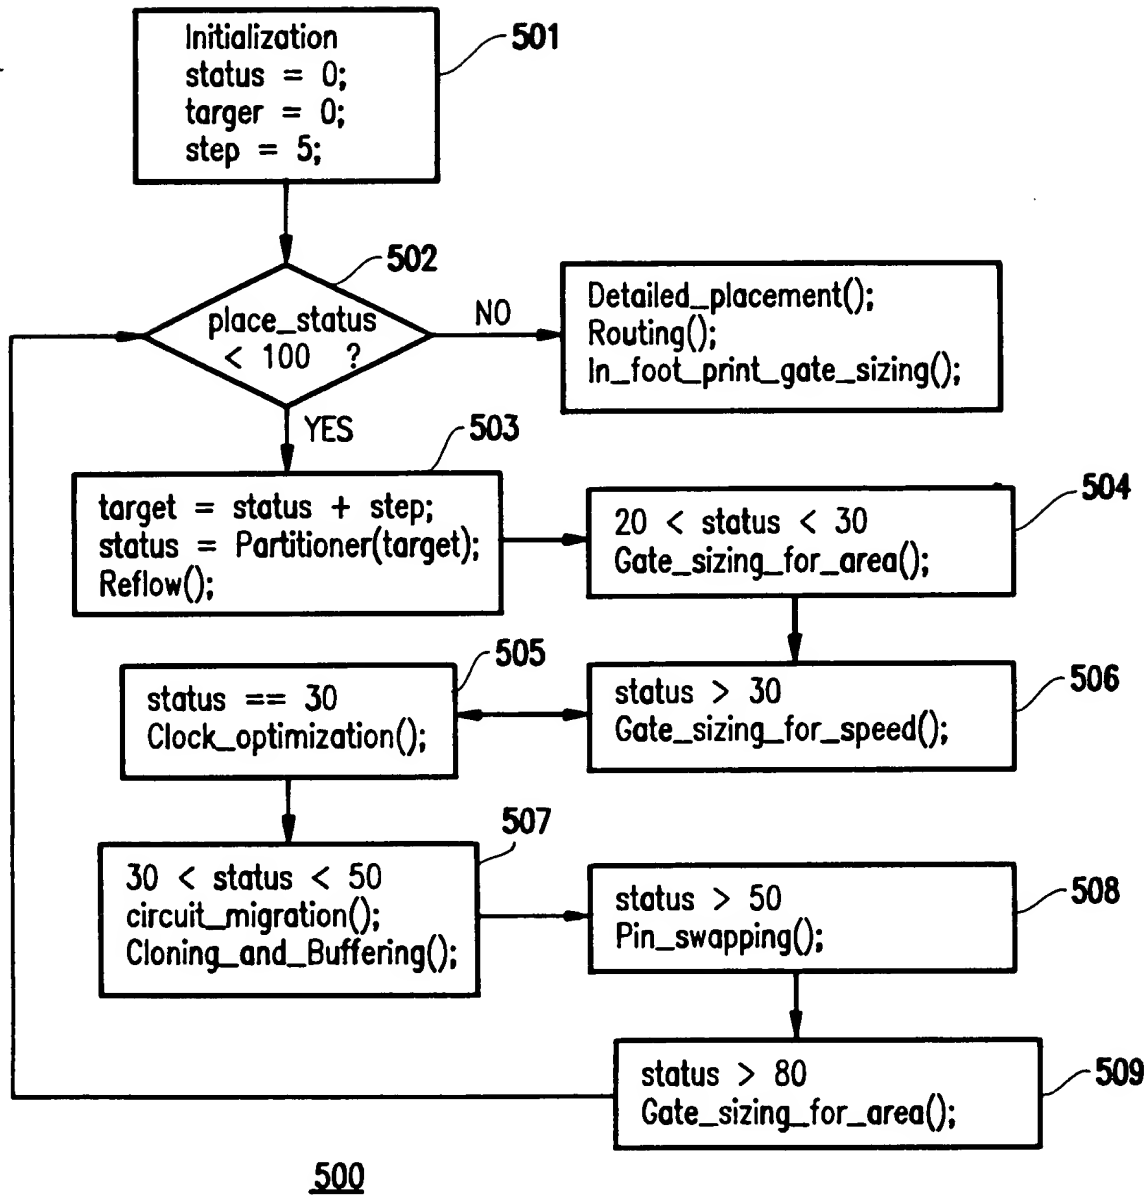 Initialization
status = 0;
targer = 0;
step = 5;
501
502
place_status
< 100 ?
NO
Detailed_placement();
Routing();
In_foot_print_gate_sizing();
YES
503
target = status + step;
status = Partitioner(target);
Reflow();
504
20 < status < 30
Gate_sizing_for_area();
505
status == 30
Clock_optimization();
506
status > 30
Gate_sizing_for_speed();
507
30 < status < 50
circuit_migration();
Cloning_and_Buffering();
508
status > 50
Pin_swapping();
509
status > 80
Gate_sizing_for_area();
500